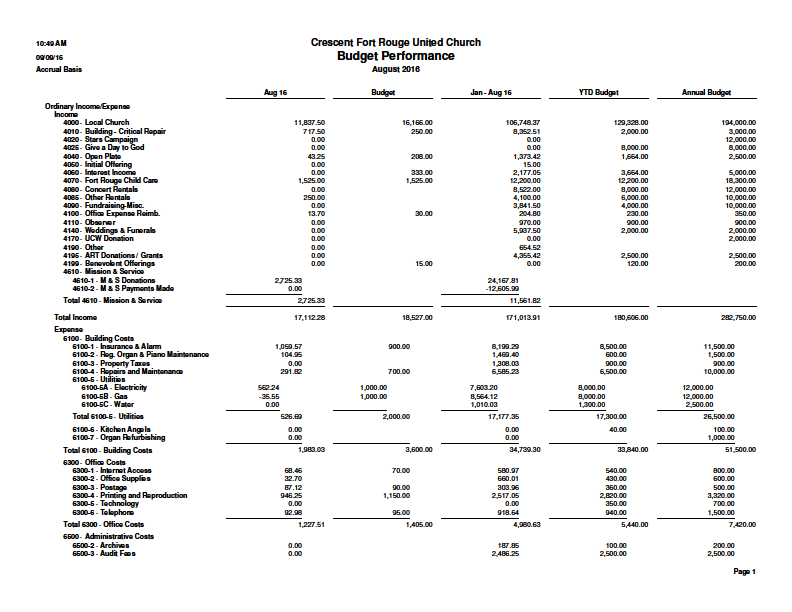 10:49 AM
Crescent Fort Rouge United Church
09/09/16
Budget Performance
Accrual Basis
August 2016
Aug 16 Budget Jan - Aug 16 YTD Budget Annual Budget
Ordinary Income/Expense
Income
4000 · Local Church 11,837.50 16,166.00 106,748.37 129,328.00 194,000.00
4010 · Building - Critical Repair 717.50 250.00 8,352.51 2,000.00 3,000.00
4020 · Stars Campaign 0.00 0.00 12,000.00
4025 · Give a Day to God 0.00 0.00 8,000.00 8,000.00
4040 · Open Plate 43.25 208.00 1,373.42 1,664.00 2,500.00
4050 · Initial Offering 0.00 15.00
4060 · Interest Income 0.00 333.00 2,177.05 3,664.00 5,000.00
4070 · Fort Rouge Child Care 1,525.00 1,525.00 12,200.00 12,200.00 18,300.00
4080 · Concert Rentals 0.00 8,522.00 8,000.00 12,000.00
4085 · Other Rentals 250.00 4,100.00 6,000.00 10,000.00
4090 · Fundraising-Misc. 0.00 3,841.50 4,000.00 10,000.00
4100 · Office Expense Reimb. 13.70 30.00 204.80 230.00 350.00
4110 · Observer 0.00 970.00 900.00 900.00
4140 · Weddings & Funerals 0.00 5,937.50 2,000.00 2,000.00
4170 · UCW Donation 0.00 0.00 2,000.00
4190 · Other 0.00 654.52
4195 · ART Donations / Grants 0.00 4,355.42 2,500.00 2,500.00
4199 · Benevolent Offerings 0.00 15.00 0.00 120.00 200.00
4610 · Mission & Service
4610-1 · M & S Donations 2,725.33 24,167.81
4610-2 · M & S Payments Made 0.00 -12,605.99
Total 4610 · Mission & Service 2,725.33 11,561.82
Total Income 17,112.28 18,527.00 171,013.91 180,606.00 282,750.00
Expense
6100 · Building Costs
6100-1 · Insurance & Alarm 1,059.57 900.00 8,199.29 8,500.00 11,500.00
6100-2 · Reg. Organ & Piano Maintenance 104.95 1,469.40 600.00 1,500.00
6100-3 · Property Taxes 0.00 1,308.03 900.00 900.00
6100-4 · Repairs and Maintenance 291.82 700.00 6,585.23 6,500.00 10,000.00
6100-5 · Utilities
6100-5A · Electricity 562.24 1,000.00 7,603.20 8,000.00 12,000.00
6100-5B · Gas -35.55 1,000.00 8,564.12 8,000.00 12,000.00
6100-5C · Water 0.00 1,010.03 1,300.00 2,500.00
Total 6100-5 · Utilities 526.69 2,000.00 17,177.35 17,300.00 26,500.00
6100-6 · Kitchen Angels 0.00 0.00 40.00 100.00
6100-7 · Organ Refurbishing 0.00 0.00 1,000.00
Total 6100 · Building Costs 1,983.03 3,600.00 34,739.30 33,840.00 51,500.00
6300 · Office Costs
6300-1 · Internet Access 68.46 70.00 580.97 540.00 800.00
6300-2 · Office Supplies 32.70 660.01 430.00 600.00
6300-3 · Postage 87.12 90.00 303.96 360.00 500.00
6300-4 · Printing and Reproduction 946.25 1,150.00 2,517.05 2,820.00 3,320.00
6300-5 · Technology 0.00 0.00 350.00 700.00
6300-6 · Telephone 92.98 95.00 918.64 940.00 1,500.00
Total 6300 · Office Costs 1,227.51 1,405.00 4,980.63 5,440.00 7,420.00
6500 · Administrative Costs
6500-2 · Archives 0.00 187.85 100.00 200.00
6500-3 · Audit Fees 0.00 2,486.25 2,500.00 2,500.00
Page 1